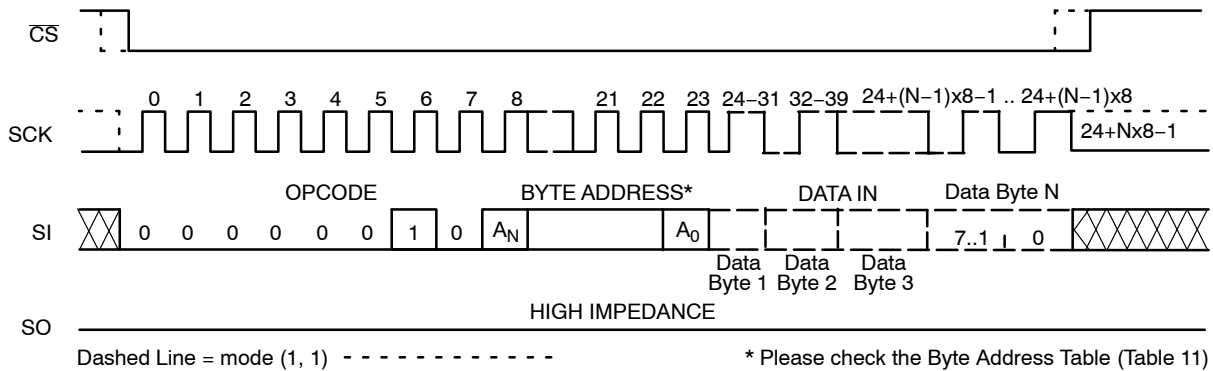 CS
0 1 2 3 4 5 6 7 8 21 22 23 24−31 32−39 24+(N−1)x8−1 .. 24+(N−1)x8
SCK
24+Nx8−1
OPCODE BYTE ADDRESS* DATA IN Data Byte N
SI 0 0 0 0 0 0 1 0 AN A0 7..1 0
Data Byte 1 Data Byte 2 Data Byte 3
HIGH IMPEDANCE
SO
Dashed Line = mode (1, 1) - - - - - - - - - - - - -
* Please check the Byte Address Table (Table 11)